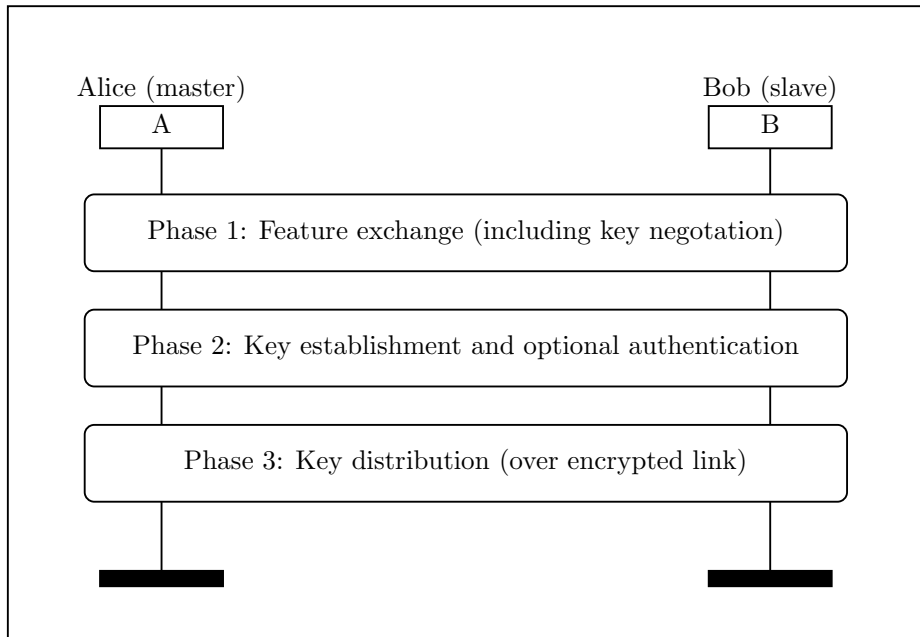 Alice (master)
Bob (slave)
A
B
Phase 1: Feature exchange (including key negotation)
Phase 2: Key establishment and optional authentication
Phase 3: Key distribution (over encrypted link)